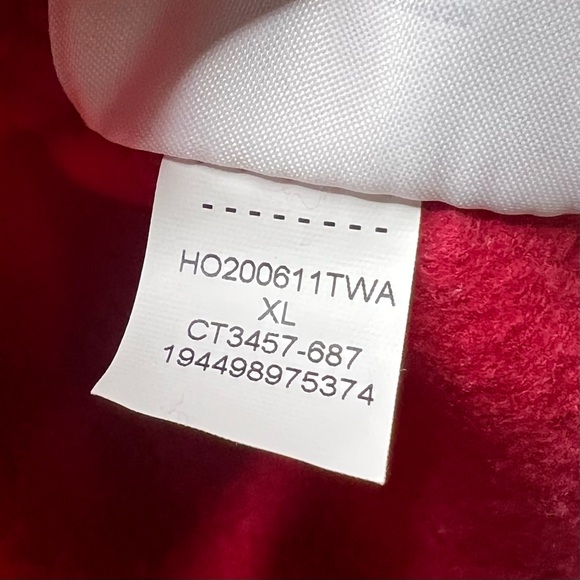 --------
HO200611TWA
XL
CT3457-687
194498975374